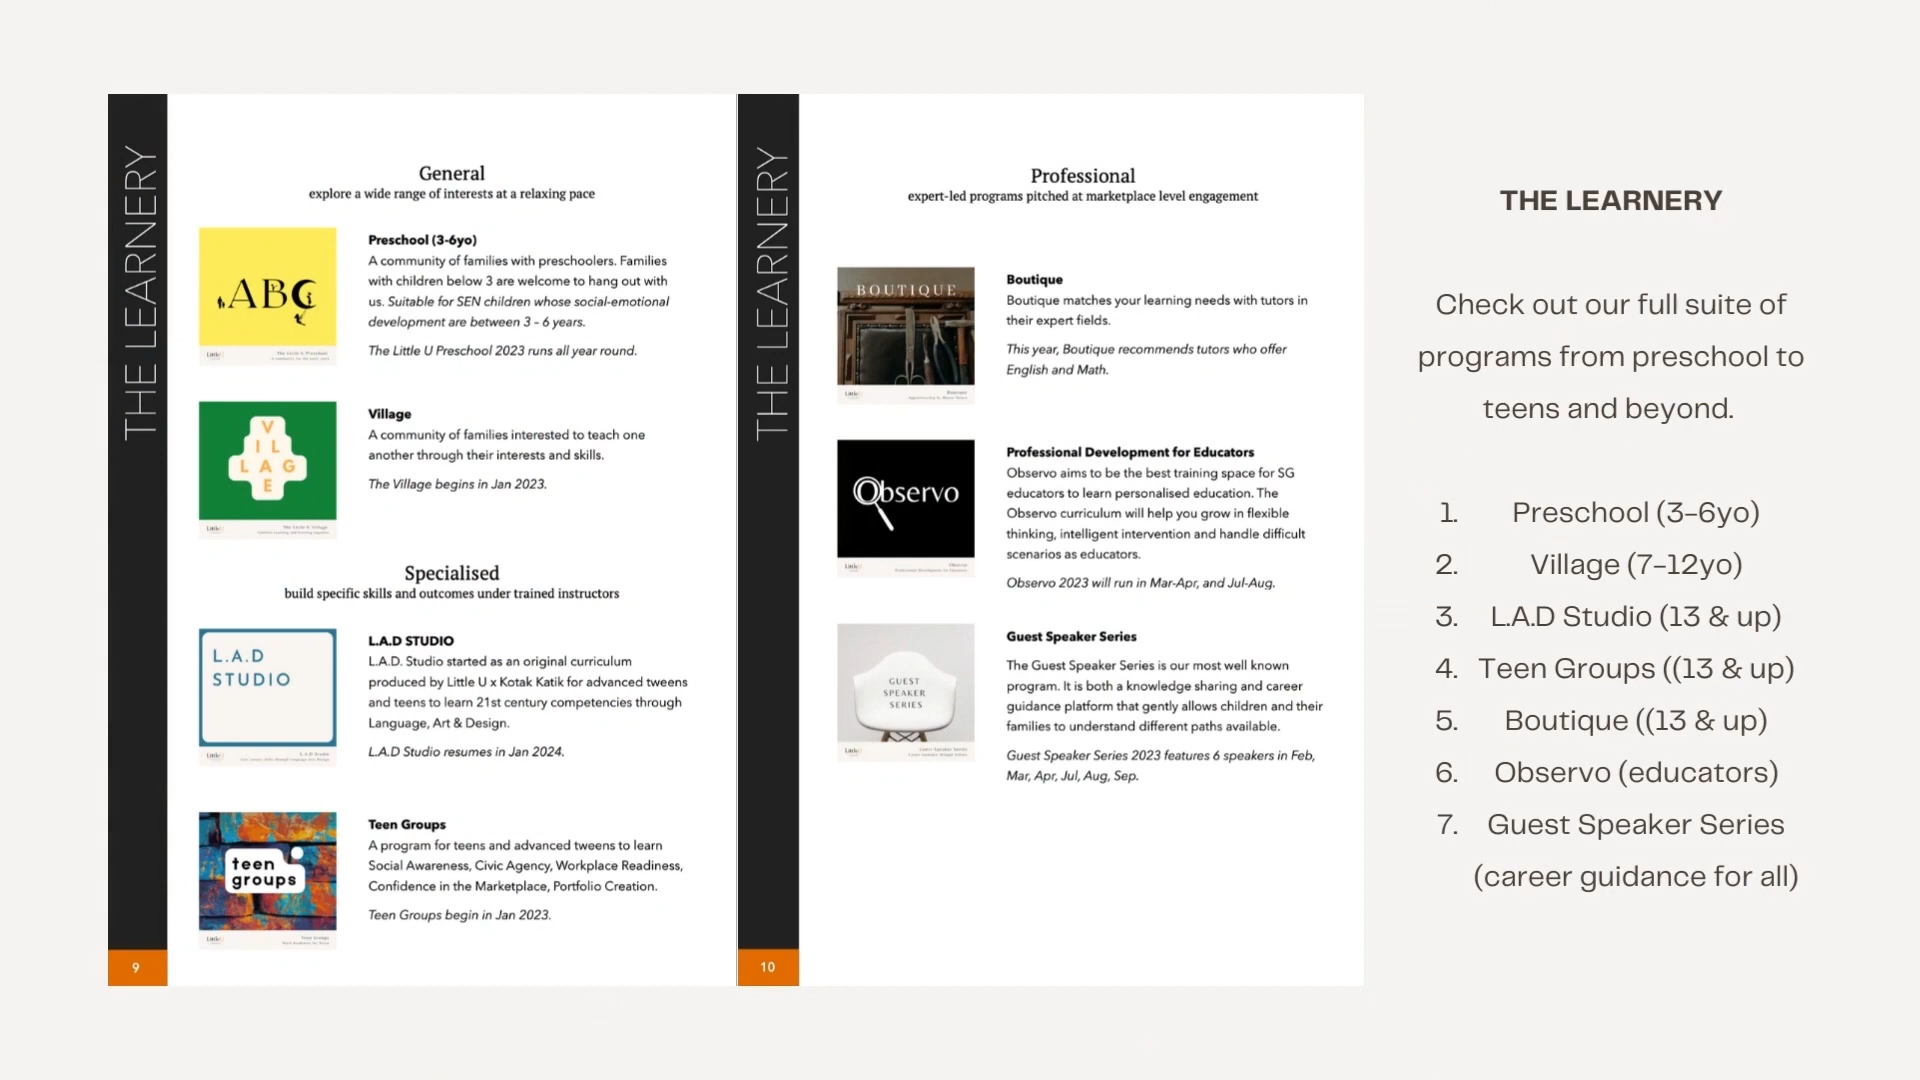 THE LEARNERY
General
explore a wide range of interests at a relaxing pace
ABC
Preschool (3-6yo)
A community of families with preschoolers. Families
with children below 3 are welcome to hang out with
us. Suitable for SEN children whose social-emotional
development are between 3 - 6 years.
The Little U Preschool 2023 runs all year round.
V
I L
L A G
E
Village
A community of families interested to teach one
another through their interests and skills.
The Village begins in Jan 2023.
Specialised
build specific skills and outcomes under trained instructors
L.A.D
STUDIO
L.A.D STUDIO
L.A.D. Studio started as an original curriculum
produced by Little U x Kotak Katik for advanced tweens
and teens to learn 21st century competencies through
Language, Art & Design.
L.A.D Studio resumes in Jan 2024.
teen
groups
Teen Groups
A program for teens and advanced tweens to learn
Social Awareness, Civic Agency, Workplace Readiness,
Confidence in the Marketplace, Portfolio Creation.
Teen Groups begin in Jan 2023.
9
THE LEARNERY
Professional
expert-led programs pitched at marketplace level engagement
BOUTIQUE
Boutique
Boutique matches your learning needs with tutors in
their expert fields.
This year, Boutique recommends tutors who offer
English and Math.
Observo
Professional Development for Educators
Observo aims to be the best training space for SG
educators to learn personalised education. The
Observo curriculum will help you grow in flexible
thinking, intelligent intervention and handle difficult
scenarios as educators.
Observo 2023 will run in Mar-Apr, and Jul-Aug.
GUEST
SPEAKER
SERIES
Guest Speaker Series
The Guest Speaker Series is our most well known
program. It is both a knowledge sharing and career
guidance platform that gently allows children and their
families to understand different paths available.
Guest Speaker Series 2023 features 6 speakers in Feb,
Mar, Apr, Jul, Aug, Sep.
10
THE LEARNERY
Check out our full suite of
programs from preschool to
teens and beyond.
1. Preschool (3-6yo)
2. Village (7-12yo)
3. L.A.D Studio (13 & up)
4. Teen Groups ((13 & up)
5. Boutique ((13 & up)
6. Observo (educators)
7. Guest Speaker Series
(career guidance for all)